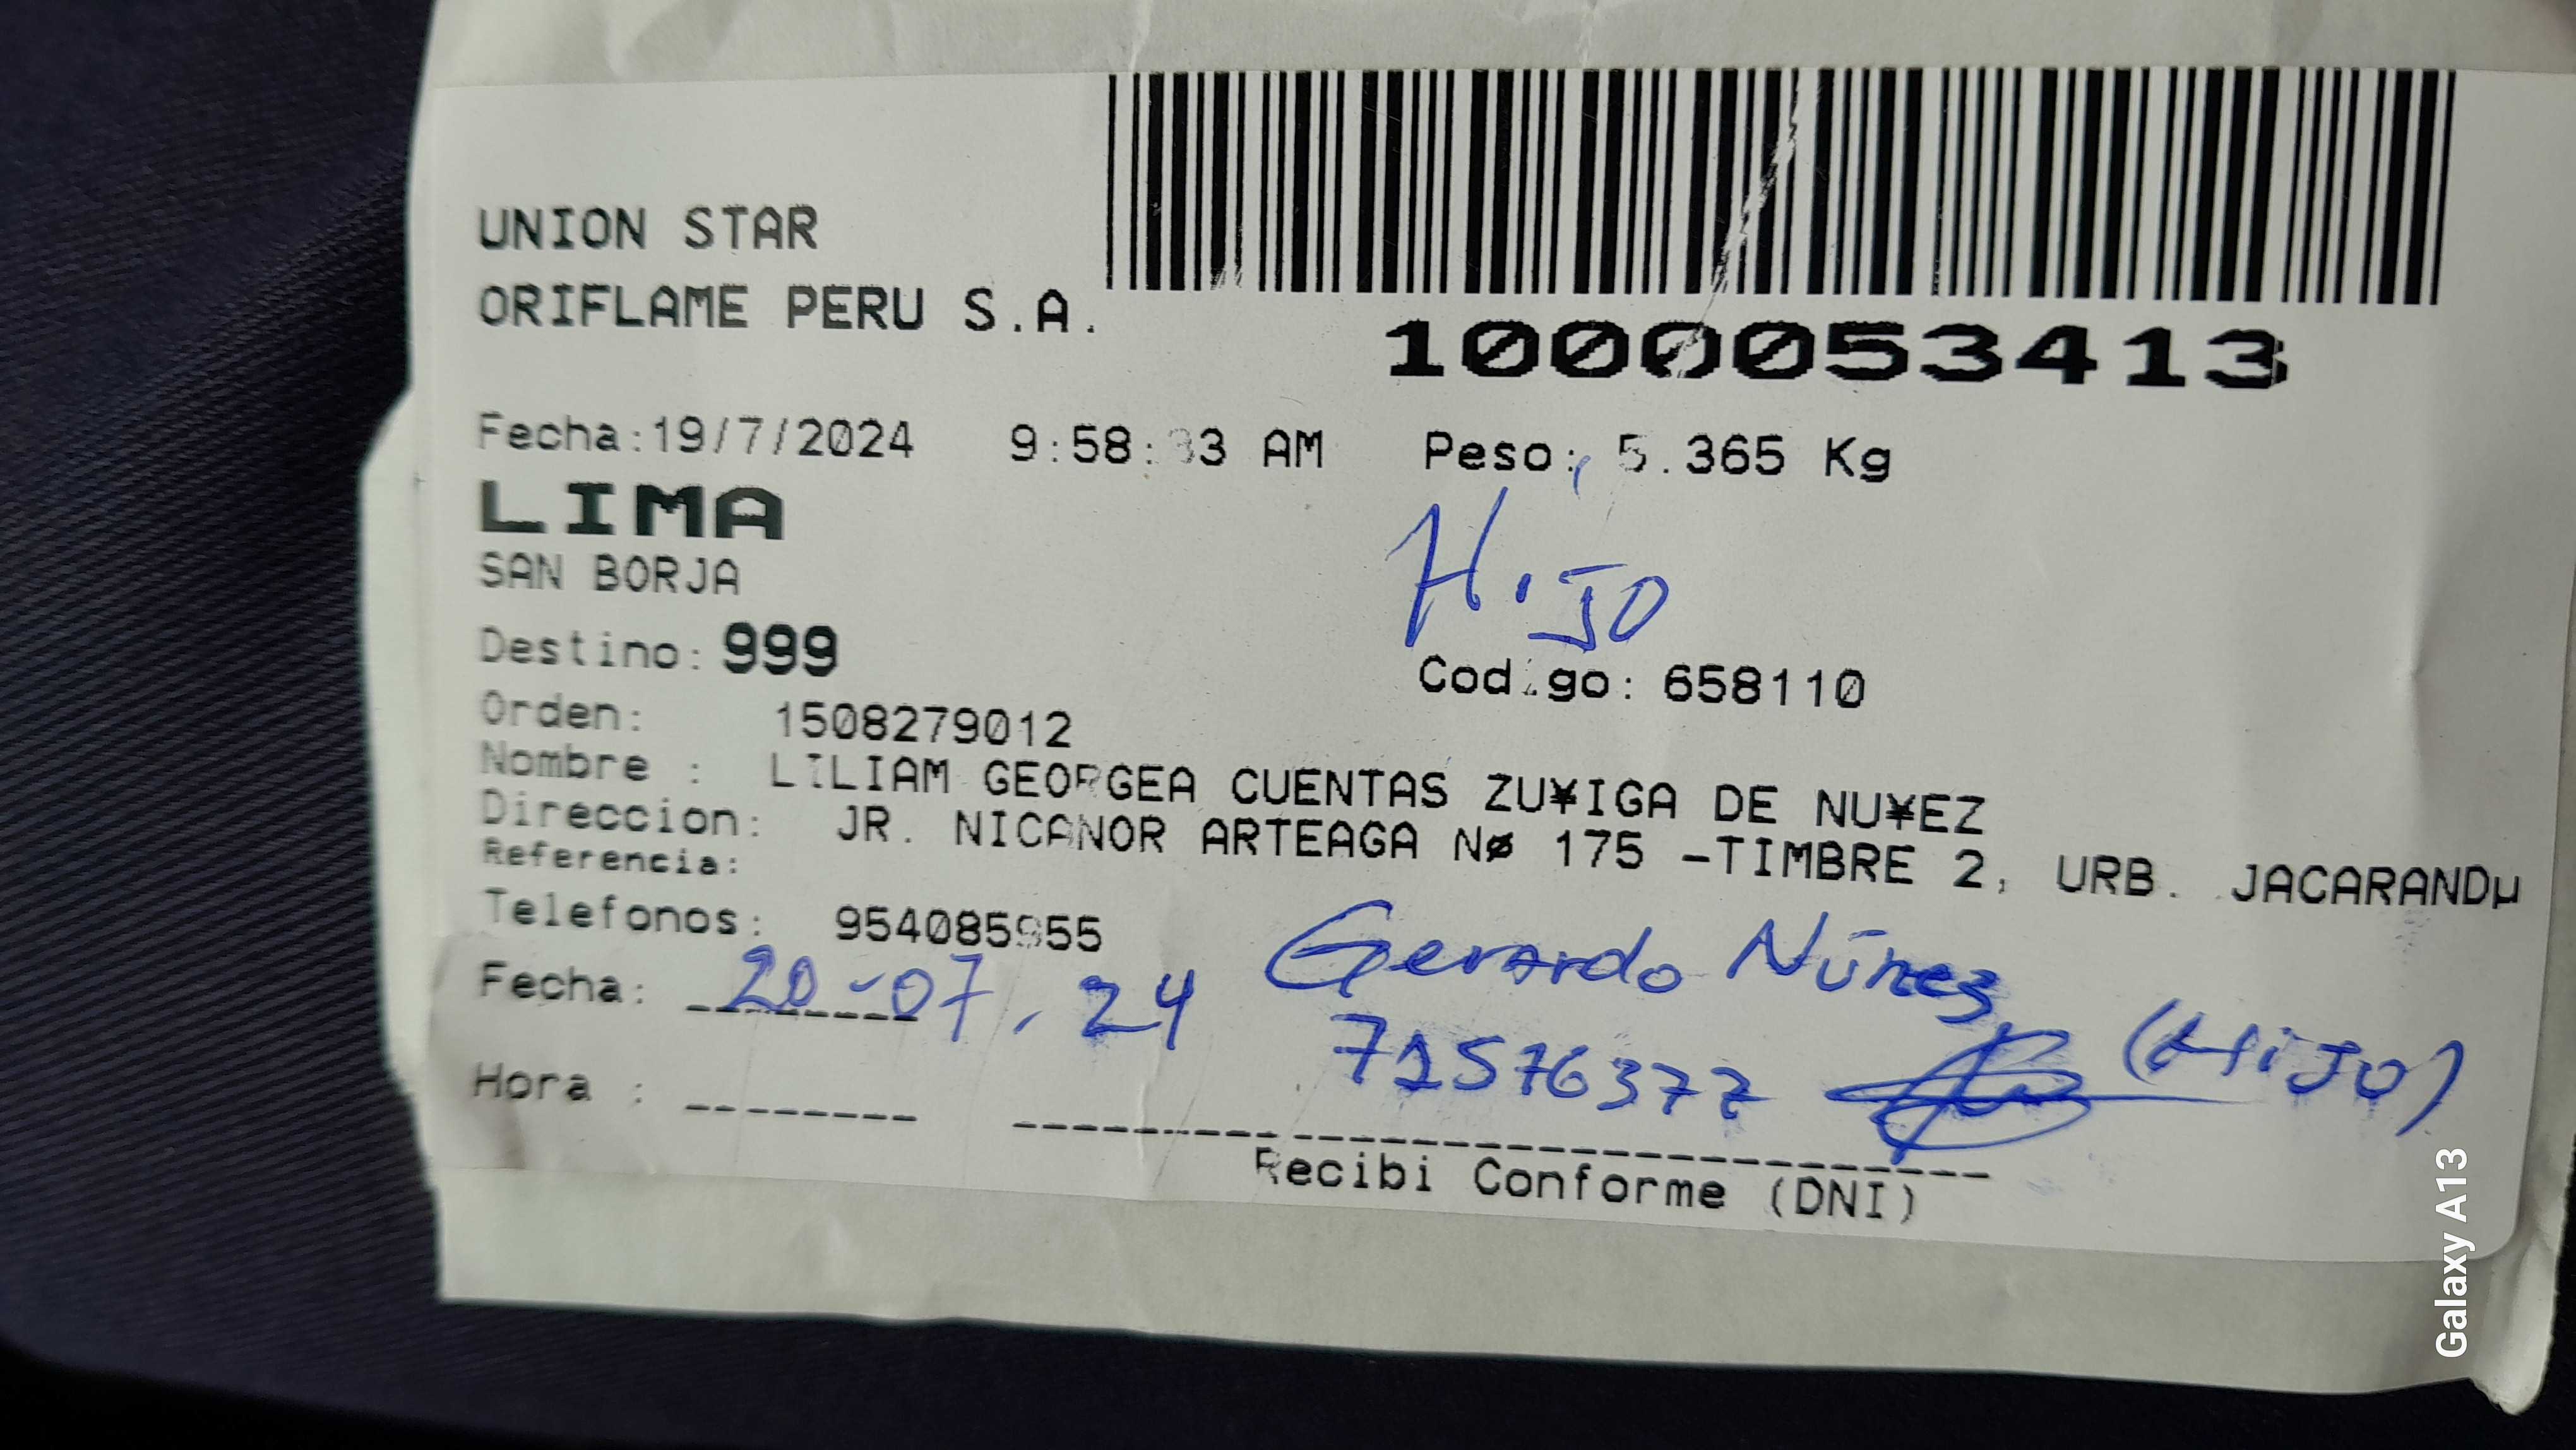 UNION STAR
ORIFLAME PERU S.A.
1000053413
Fecha:19/7/2024 9:58:33 AM Peso: 5.365 Kg
LIMA
SAN BORJA
H.JO
Destino: 999
Codigo: 658110
Orden: 1508279012
Nombre : LILIAM GEORGEA CUENTAS ZU¥IGA DE NU¥EZ
Direccion: JR. NICANOR ARTEAGA Nø 175 -TIMBRE 2, URB. JACARANDµ
Referencia:
Telefonos: 954085955
Gerardo Núñez
Fecha: 20-07.24
71576377 (HiJO)
Hora :
Recibi Conforme (DNI)
Galaxy A13